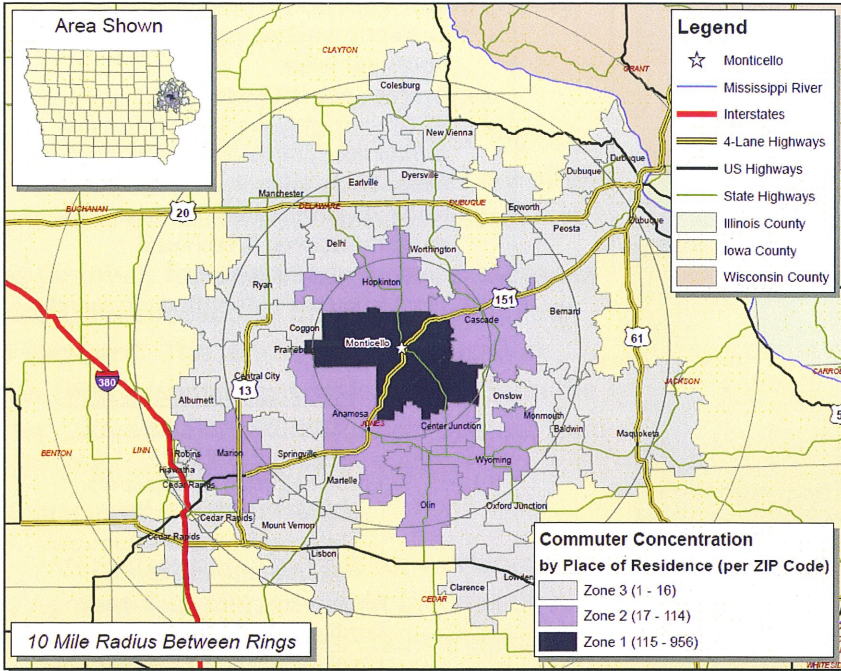 Area Shown
Legend
Monticello
Mississippi River
Interstates
4-Lane Highways
US Highways
State Highways
Illinois County
Iowa County
Wisconsin County
CLAYTON
GRANT
Colesburg
New Vienna
Dubuque
Dubuque
Earlville
Dyersville
Manchester
BUCHANAN
20
DELAWARE
DUBUQUE
Epworth
Dubuque
Peosta
Delhi
Worthington
Hopkinton
Ryan
151
Cascade
Bernard
Coggon
Monticello
Prairieburg
61
380
Central City
13
JACKSON
CARROLL
Alburnett
Anamosa
JONES
Center Junction
Onslow
Monmouth
Baldwin
Maquoketa
BENTON
LINN
Robins
Marion
Springville
Wyoming
Hiawatha
Cedar Rapids
Martelle
Olin
Oxford Junction
Cedar Rapids
Mount Vernon
Cedar Rapids
Lisbon
Clarence
Lowden
CEDAR
Commuter Concentration
by Place of Residence (per ZIP Code)
Zone 3 (1 - 16)
Zone 2 (17 - 114)
Zone 1 (115 - 956)
10 Mile Radius Between Rings